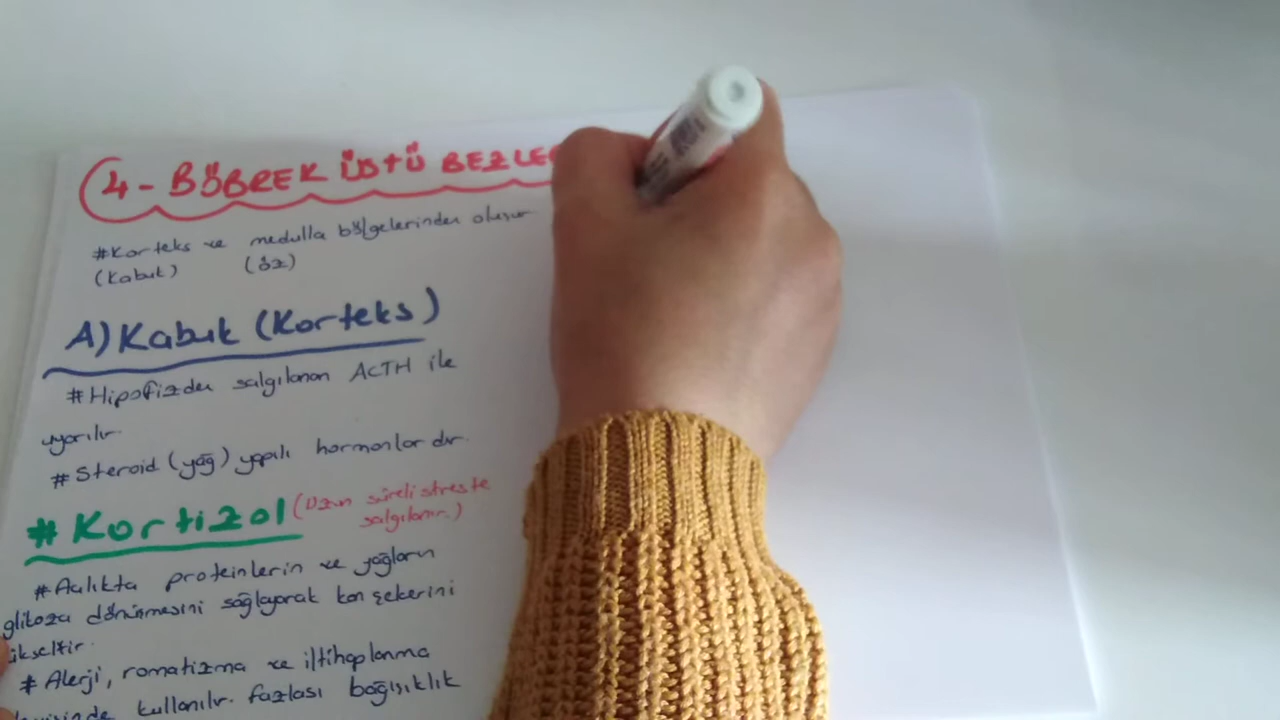 4- BÖBREK ÜSTÜ BEZLE
#Korteks ve medulla bölgelerinden oluşur
(Kabuk) (öz)
A) Kabuk (Korteks)
#Hipofizden salgılanan ACTH ile
uyarılır.
#Steroid (yağ) yapılı hormonlardır.
#Kortizol (Uzun süreli streste
salgılanır.)
#Açlıkta proteinlerin ve yağların
glikoza dönüşmesini sağlayarak kan şekerini
ükseltir.
#Alerji, romatizma ve iltihaplanma
kullanılır. fazlası bağışıklık